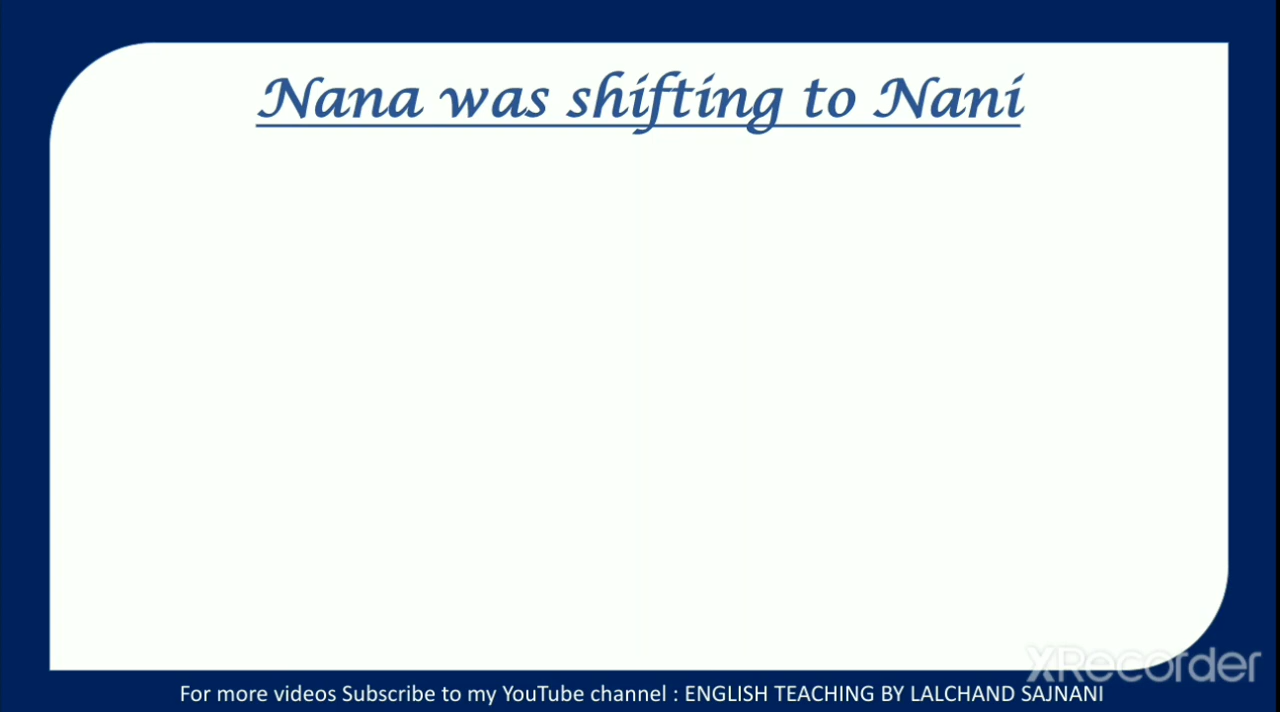 Nana was shifting to Nani
XRecorder
For more videos Subscribe to my YouTube channel : ENGLISH TEACHING BY LALCHAND SAJNANI